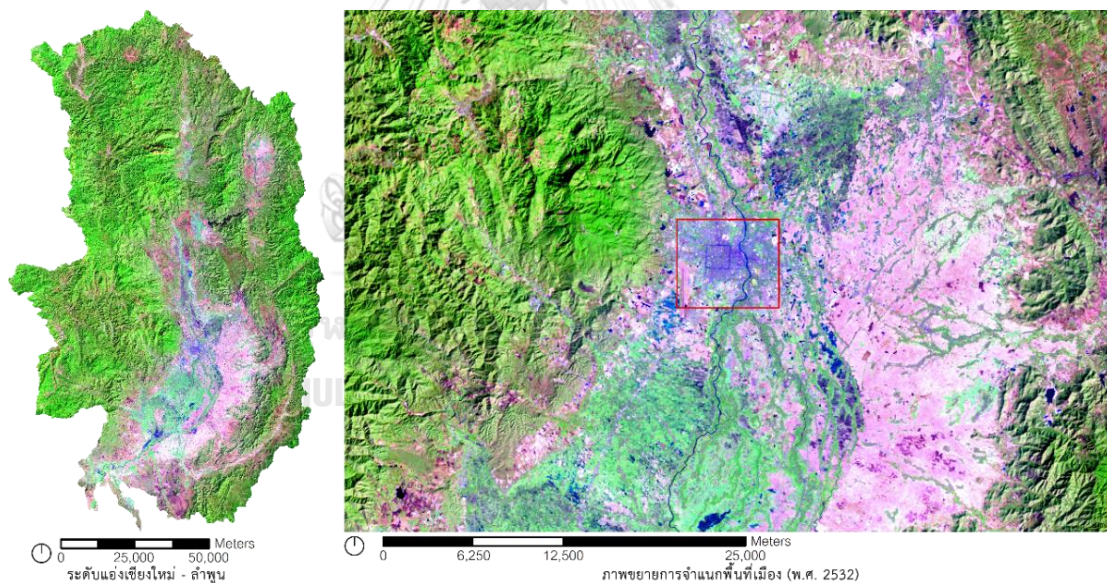 Meters
0 25,000 50,000
ระดับแอ่งเชียงใหม่ - ลำพูน
Meters
0 6,250 12,500 25,000
ภาพขยายการจำแนกพื้นที่เมือง (พ.ศ. 2532)